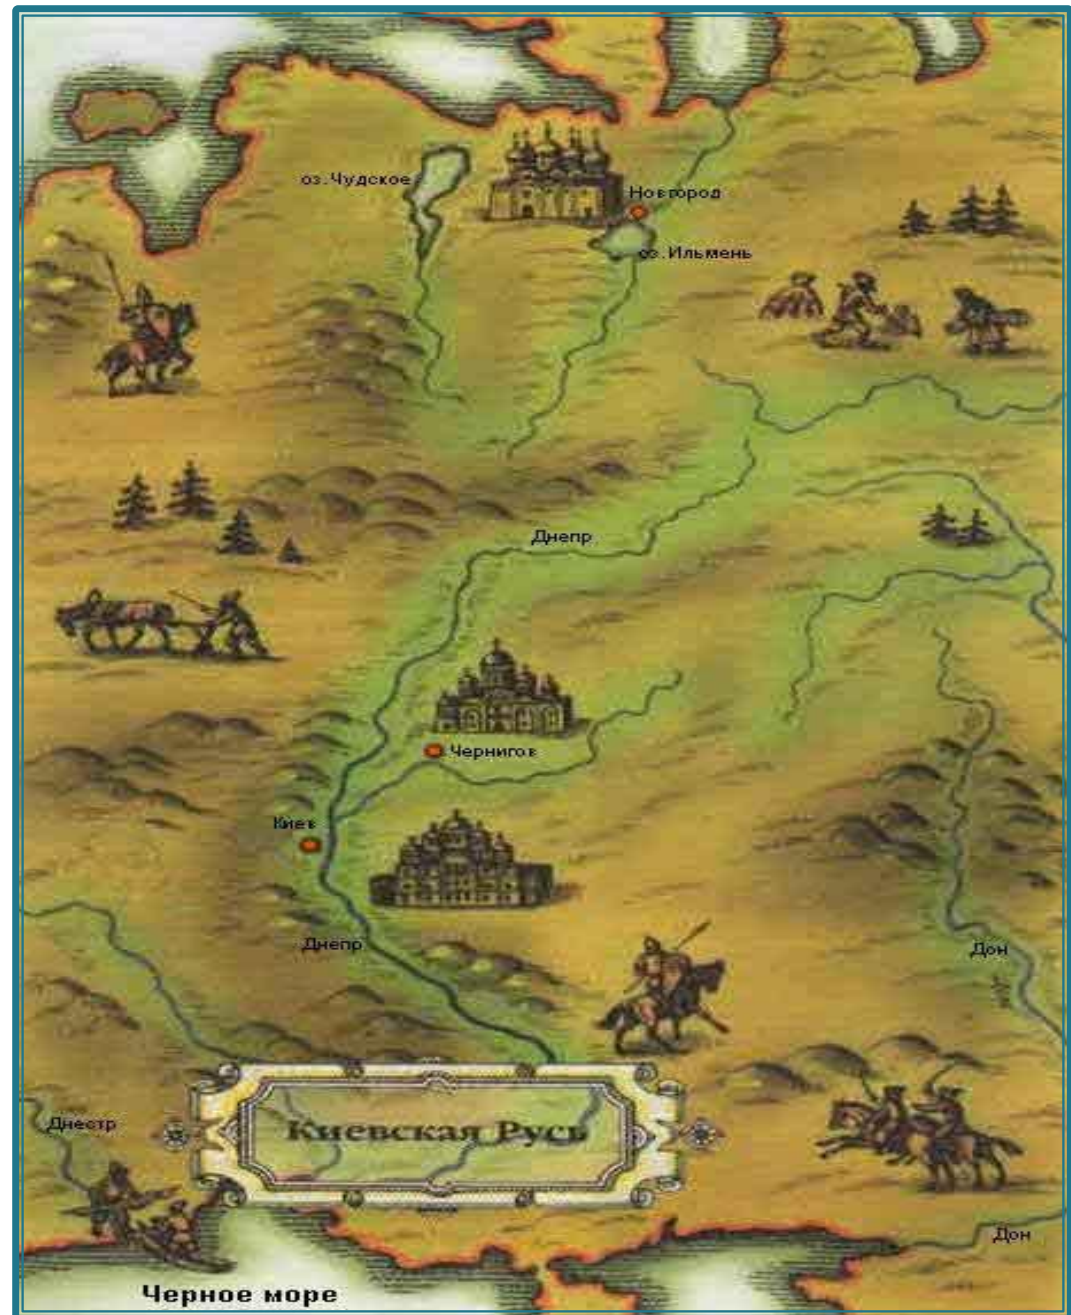 оз. Чудское
Новгород
оз. Ильмень
Днепр
Чернигов
Киев
Днепр
Дон
Днестр
Киевская Русь
Дон
Черное море